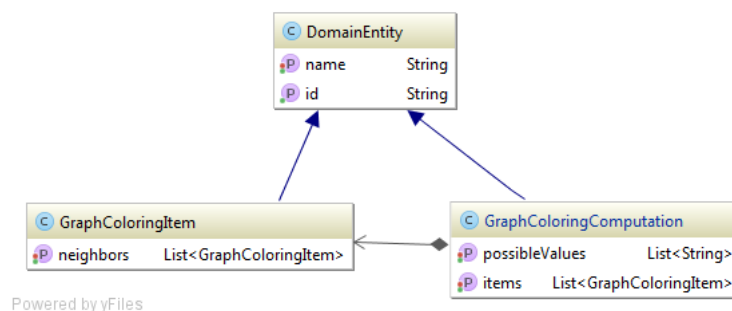 C DomainEntity
P name String
P id String
C GraphColoringItem
P neighbors List<GraphColoringItem>
C GraphColoringComputation
P possibleValues List<String>
P items List<GraphColoringItem>
Powered by yFiles